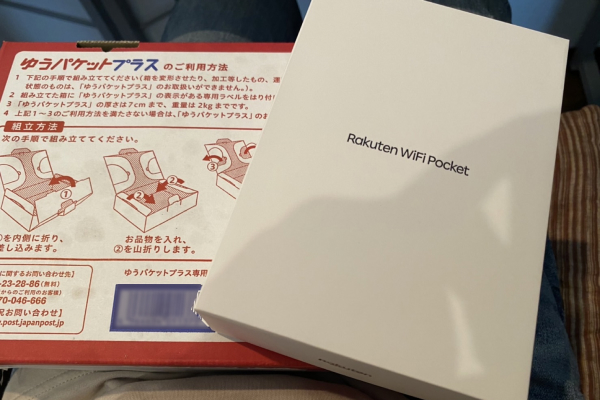 ゆうパケットプラス のご利用方法
1 下記の手順で組み立ててください(箱を変形させたり、加工等したもの、運
状態のものは、「ゆうパケットプラス」のお取扱いができません。)。
2 組み立てた箱に「ゆうパケットプラス」の表示がある専用ラベルをはり付け
3 「ゆうパケットプラス」の厚さは7cmまで、重量は2kgまでです。
4 上記1～3のご利用方法を満たさない場合は、「ゆうパケットプラス」のお
組立方法
次の手順で組み立ててください。
①
②
②
③
を内側に折り、
差し込みます。
お品物を入れ、
②を山折りします。
に関するお問い合わせ先】
-23-28-86(無料)
からのご利用のお客様)
70-046-666
お問い合わせ】
.post.japanpost.jp
ゆうパケットプラス専用
Rakuten WiFi Pocket